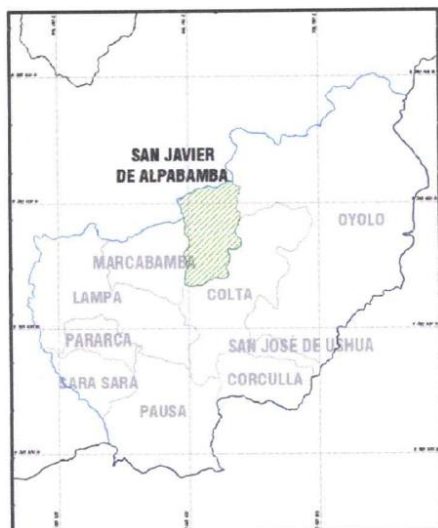 SAN JAVIER
DE ALPABAMBA
OYOLO
MARCABAMBA
LAMPA
COLTA
PARARCA
SAN JOSE DE USHUA
SARA SARA
CORCULLA
PAUSA